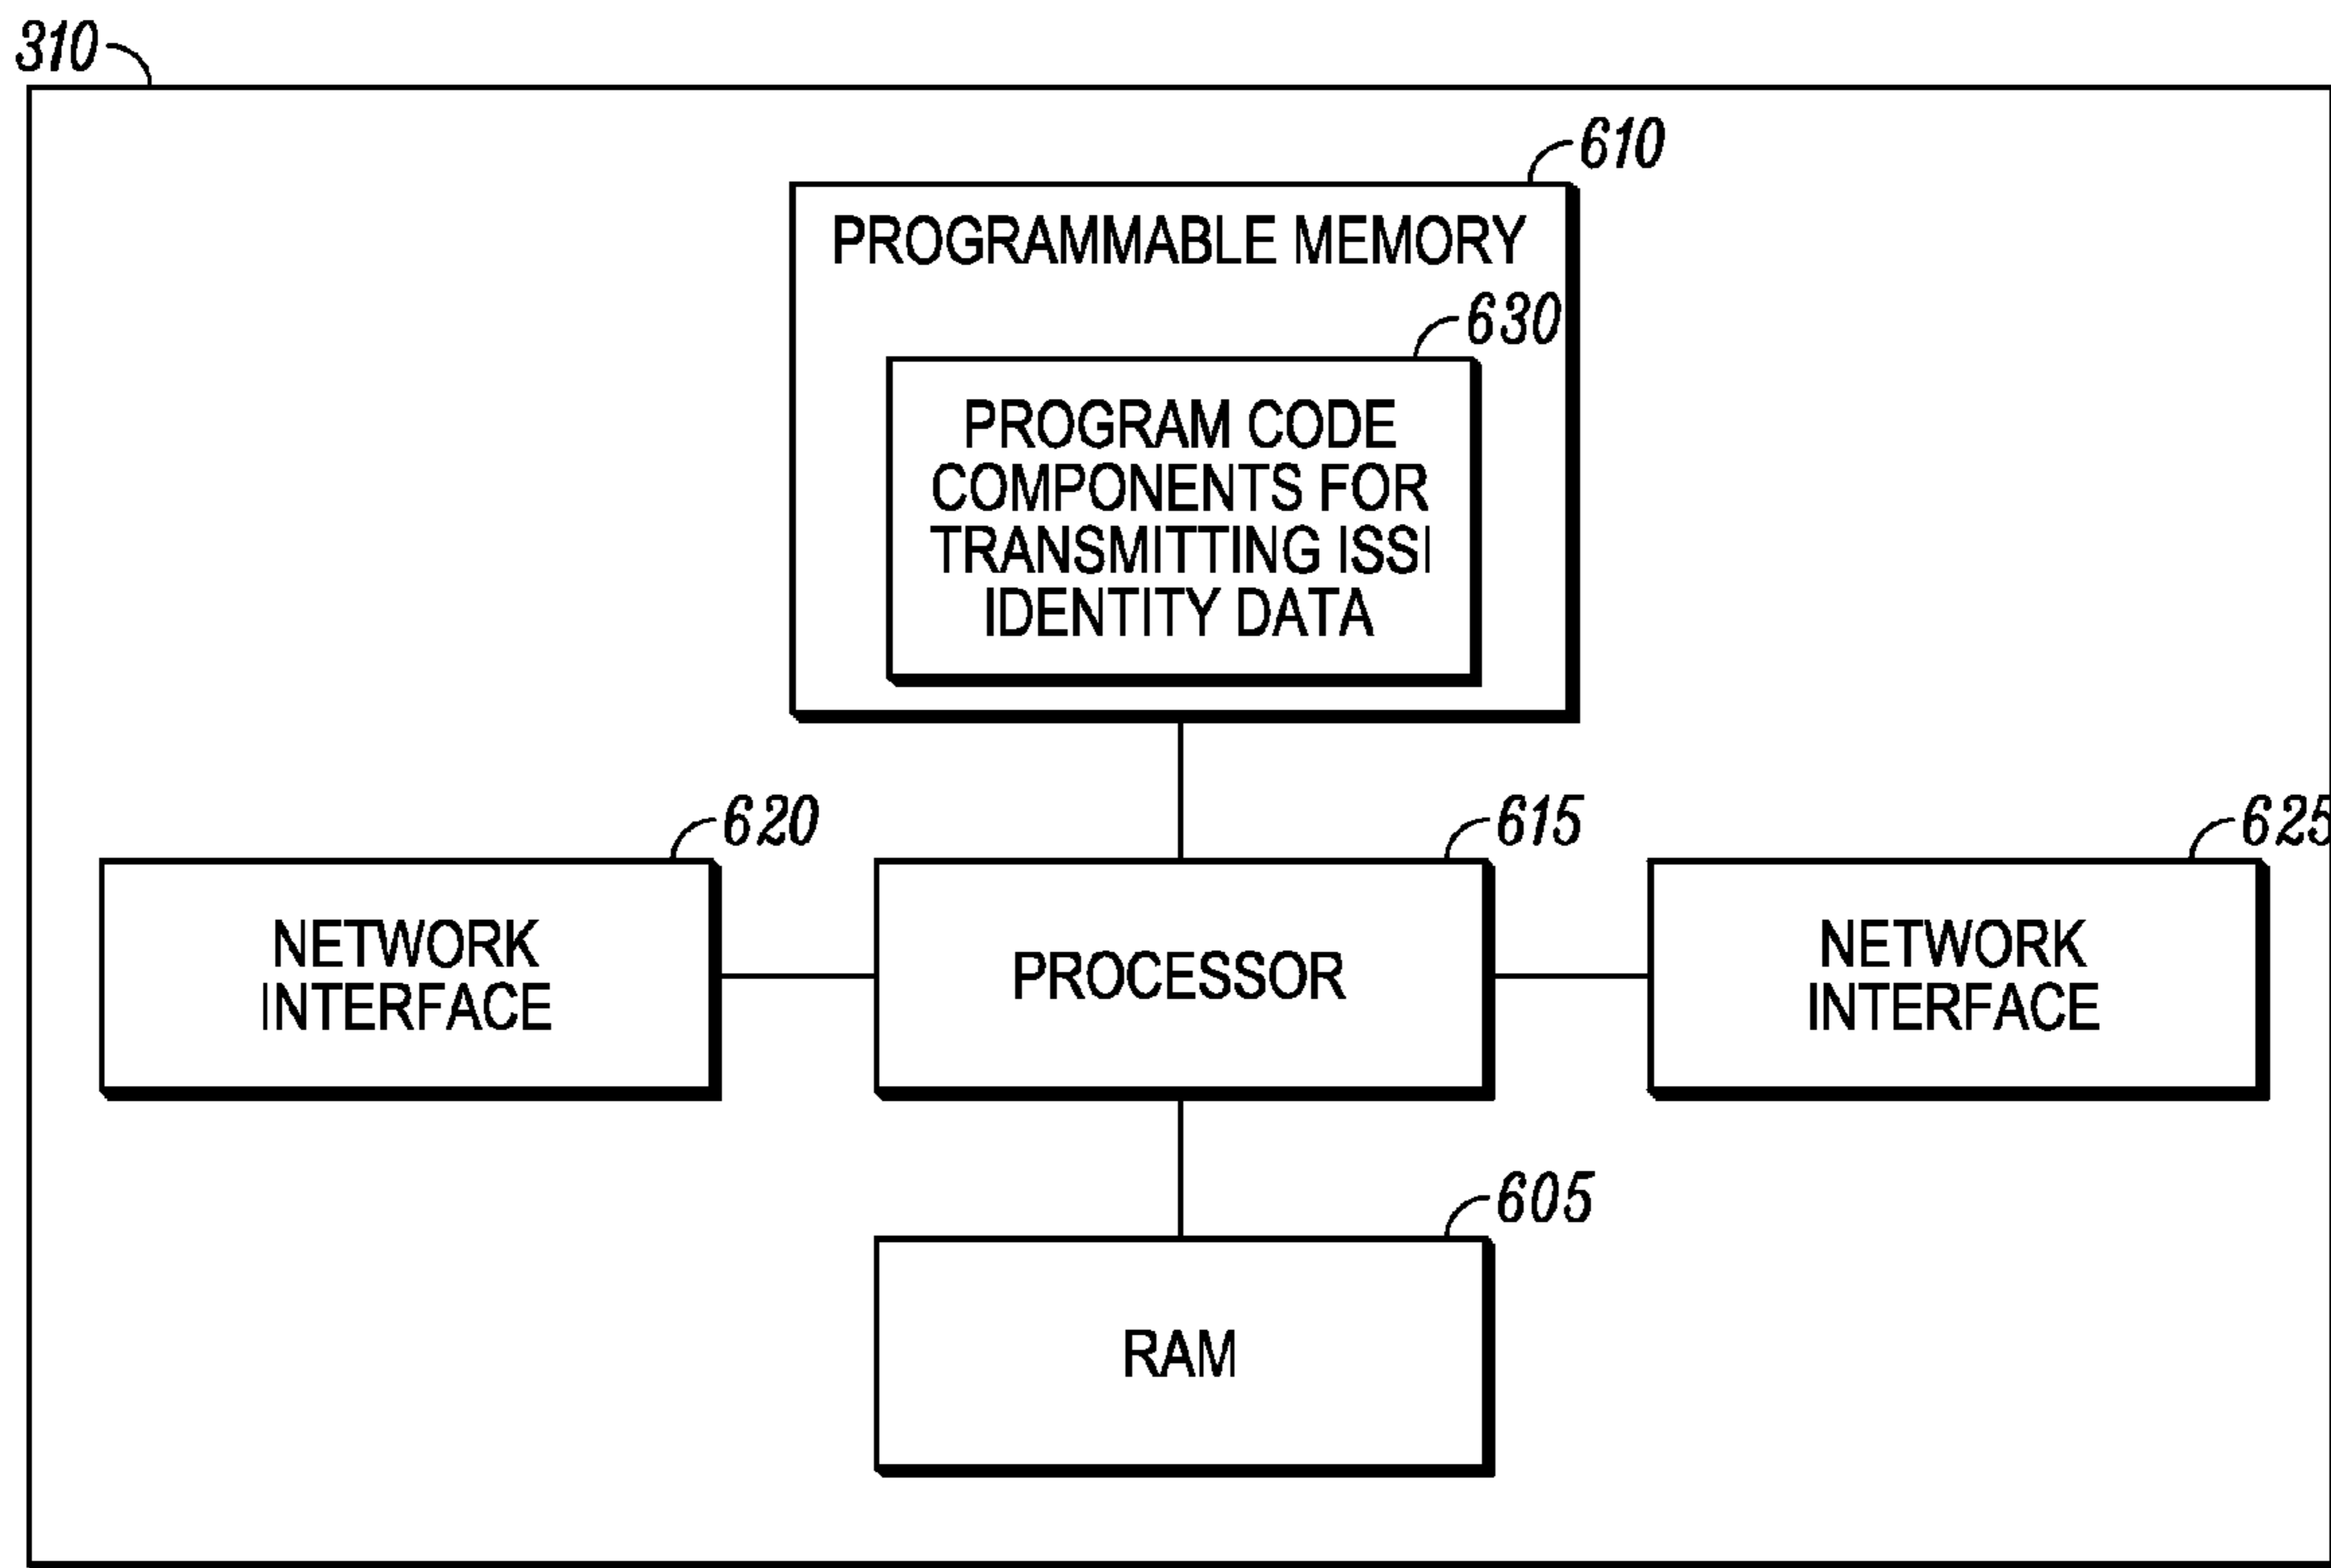 310
610
PROGRAMMABLE MEMORY
630
PROGRAM CODE
COMPONENTS FOR
TRANSMITTING ISSI
IDENTITY DATA
620
615
625
NETWORK
INTERFACE
PROCESSOR
NETWORK
INTERFACE
605
RAM